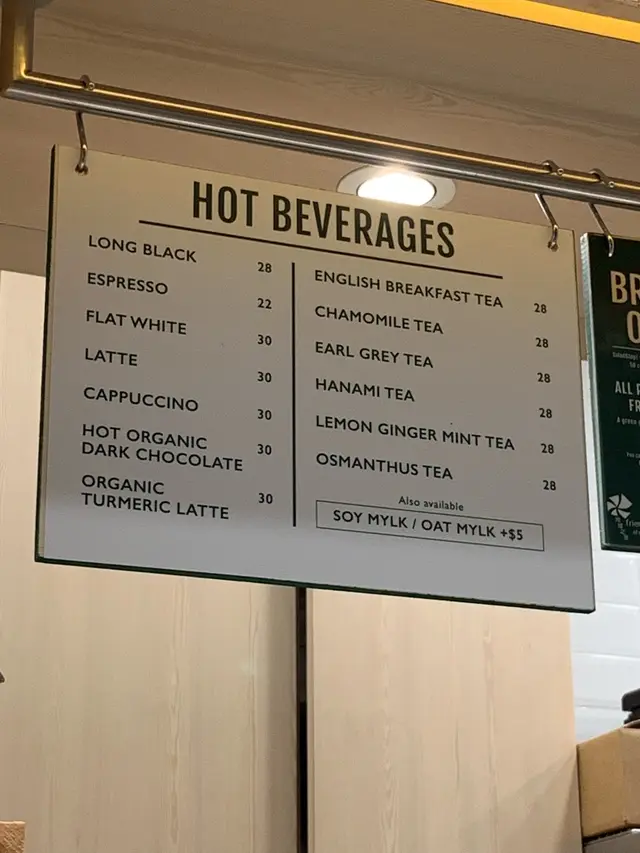 HOT BEVERAGES
LONG BLACK 28
ESPRESSO 22
FLAT WHITE 30
LATTE 30
CAPPUCCINO 30
HOT ORGANIC
DARK CHOCOLATE 30
ORGANIC
TURMERIC LATTE 30
ENGLISH BREAKFAST TEA 28
CHAMOMILE TEA 28
EARL GREY TEA 28
HANAMI TEA 28
LEMON GINGER MINT TEA 28
OSMANTHUS TEA 28
Also available
SOY MYLK / OAT MYLK +$5
ALL